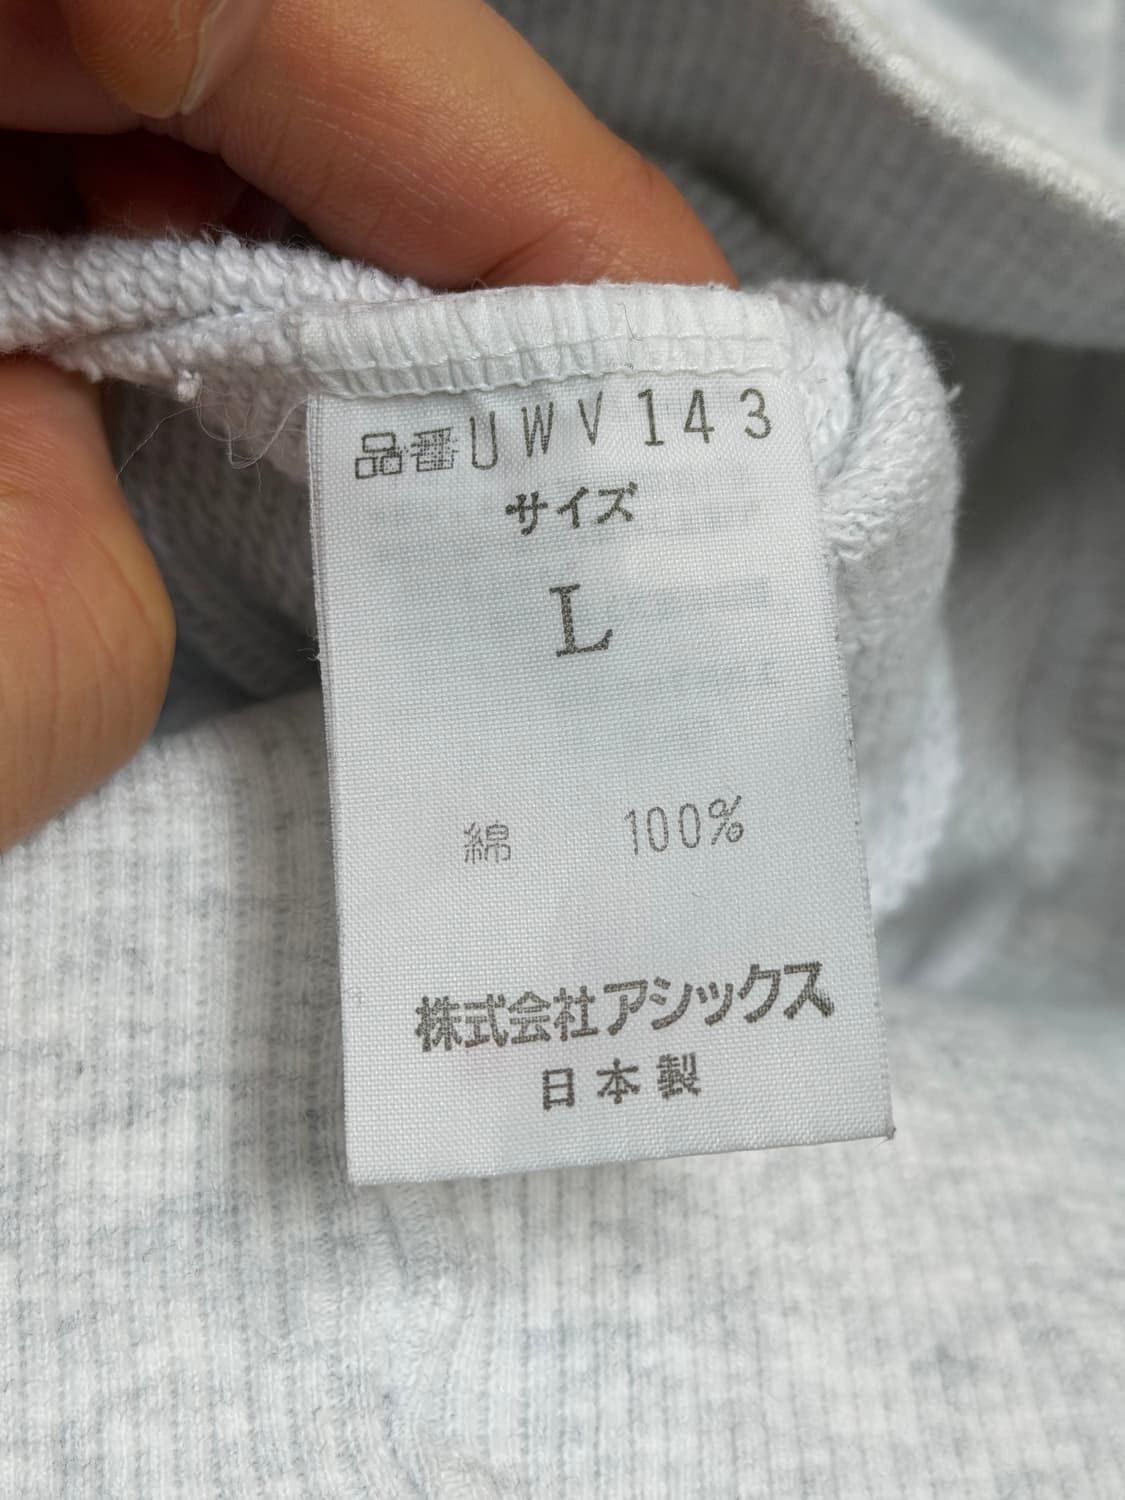 品番UWV143
サイズ
L
綿 100%
株式会社アシックス
日本製